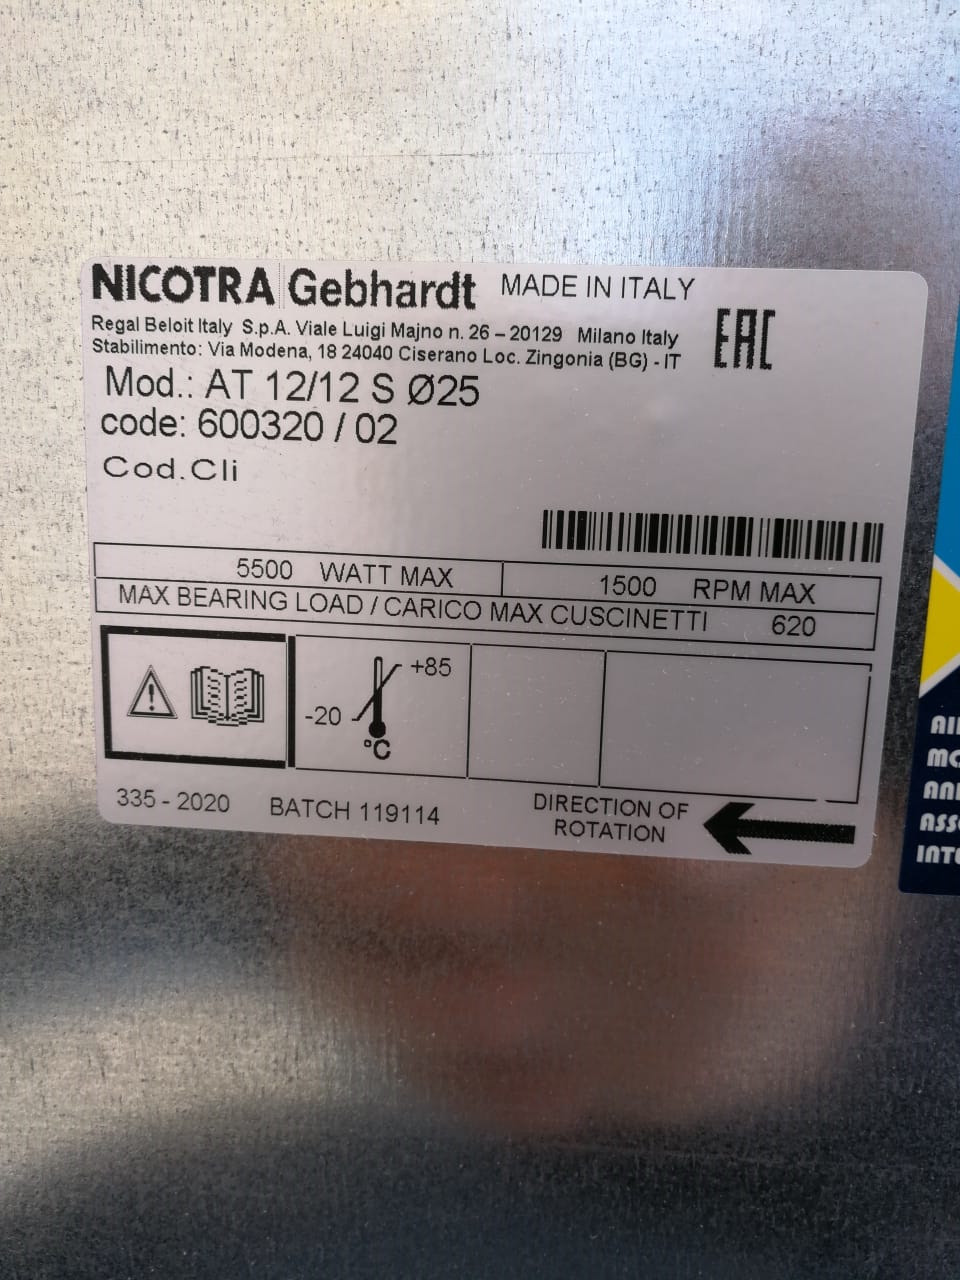 NICOTRA Gebhardt MADE IN ITALY
Regal Beloit Italy S.p.A. Viale Luigi Majno n. 26 – 20129 Milano Italy
Stabilimento: Via Modena, 18 24040 Ciserano Loc. Zingonia (BG) - IT
EAC
Mod.: AT 12/12 S Ø25
code: 600320 / 02
Cod.Cli
5500 WATT MAX 1500 RPM MAX
MAX BEARING LOAD / CARICO MAX CUSCINETTI 620
+85
-20
°C
335 - 2020 BATCH 119114
DIRECTION OF
ROTATION